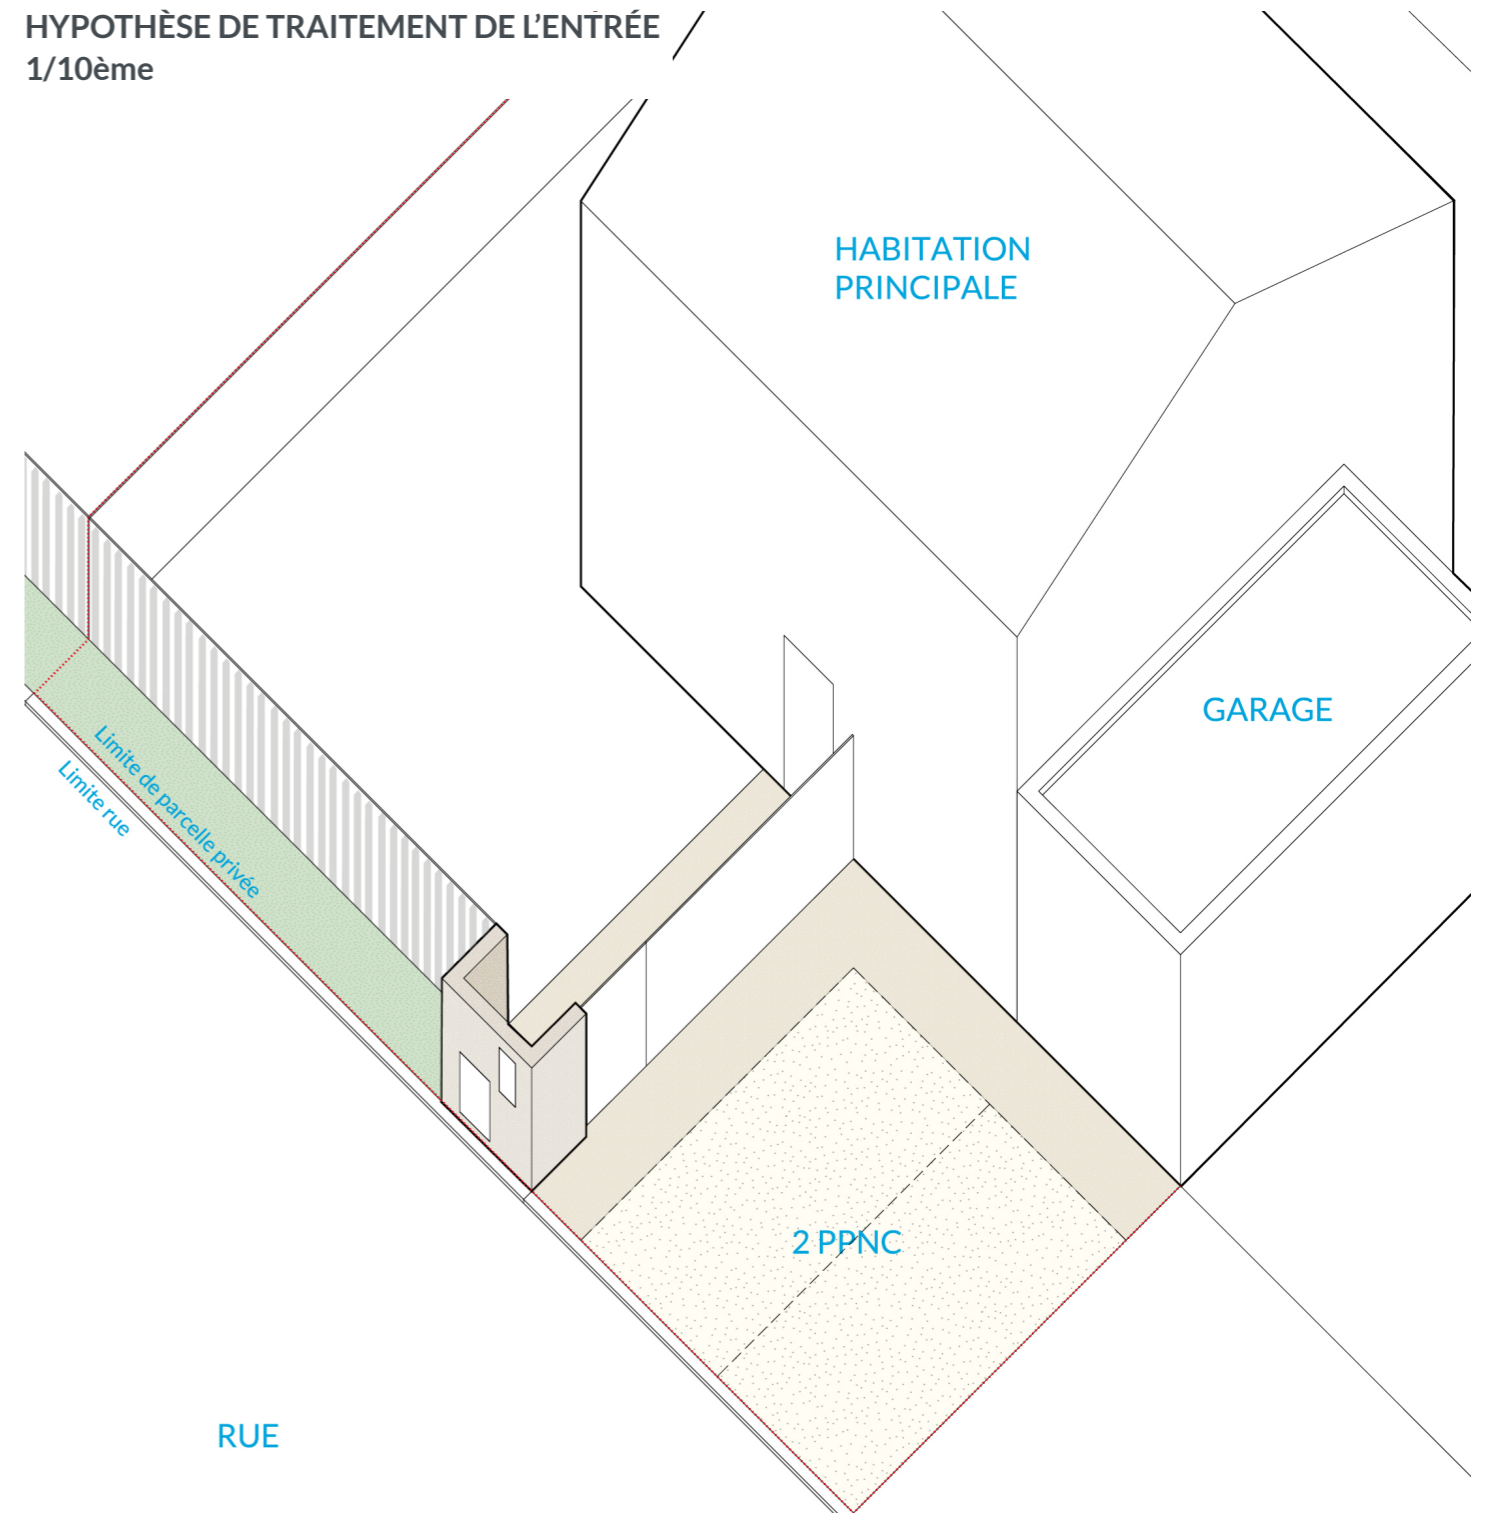 HYPOTHÈSE DE TRAITEMENT DE L’ENTRÉE
1/10ème
HABITATION
PRINCIPALE
GARAGE
Limite de parcelle privée
Limite rue
2 PPNC
RUE